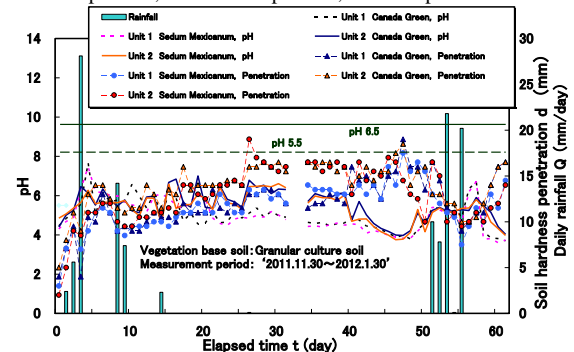 Rainfall
Unit 1 Canada Green, pH
Unit 1 Sedum Mexicanum, pH
Unit 2 Canada Green, pH
Unit 2 Sedum Mexicanum, pH
Unit 1 Canada Green, Penetration
Unit 1 Sedum Mexicanum, Penetration
Unit 2 Canada Green, Penetration
Unit 2 Sedum Mexicanum, Penetration
14
12
10
8
6
4
2
0
pH
30
25
20
15
10
5
0
Soil hardness penetration d (mm)
Daily rainfall Q (mm/day)
pH 6.5
pH 5.5
Vegetation base soil:Granular culture soil
Measurement period: ‘2011.11.30～2012.1.30’
0 10 20 30 40 50 60
Elapsed time t (day)